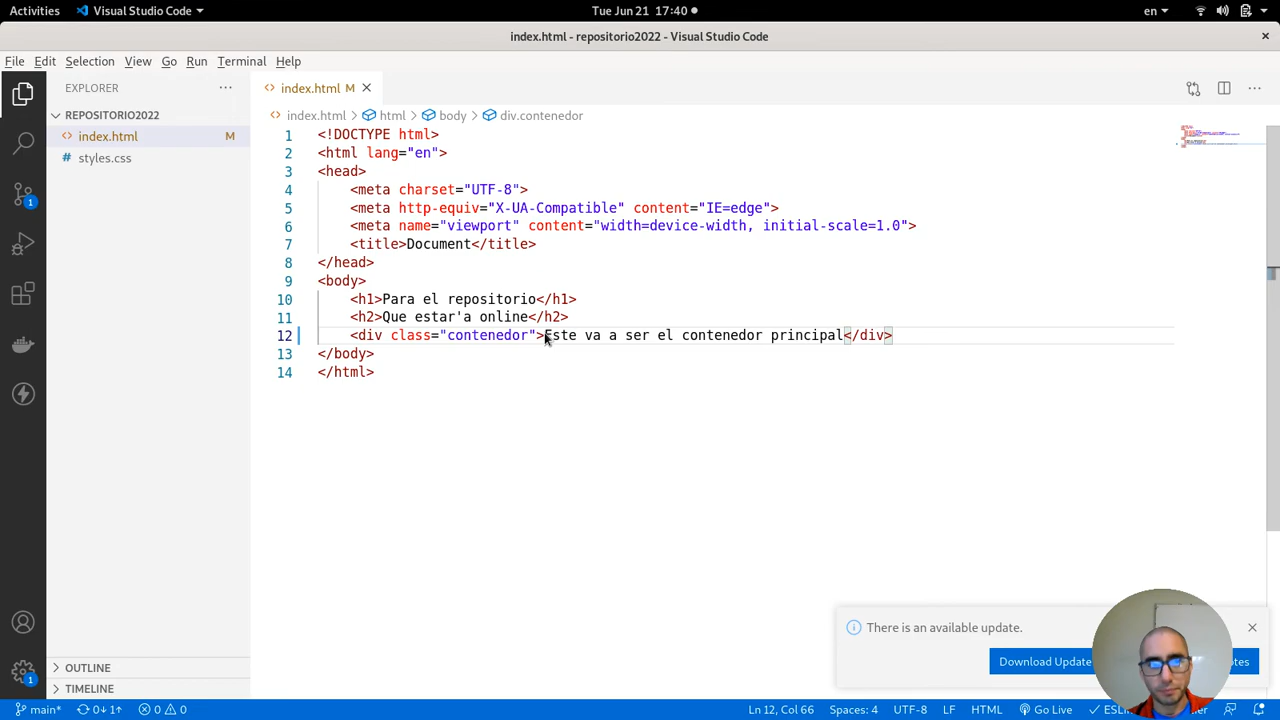 Activities Visual Studio Code Tue Jun 21 17:40 en
index.html - repositorio2022 - Visual Studio Code
File Edit Selection View Go Run Terminal Help
EXPLORER
REPOSITORIO2022
index.html M
styles.css
OUTLINE
TIMELINE
index.html M
index.html > html > body > div.contenedor
1 <!DOCTYPE html>
2 <html lang="en">
3 <head>
4 <meta charset="UTF-8">
5 <meta http-equiv="X-UA-Compatible" content="IE=edge">
6 <meta name="viewport" content="width=device-width, initial-scale=1.0">
7 <title>Document</title>
8 </head>
9 <body>
10 <h1>Para el repositorio</h1>
11 <h2>Que estar'a online</h2>
12 <div class="contenedor">Este va a ser el contenedor principal</div>
13 </body>
14 </html>
There is an available update.
Download Update
1
1
main* 0↓ 1↑ 0 0 Ln 12, Col 66 Spaces: 4 UTF-8 LF HTML Go Live